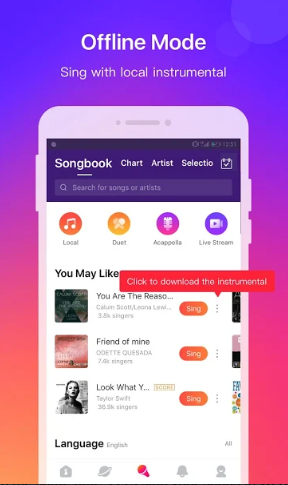 Offline Mode
Sing with local instrumental
12:31
Songbook Chart Artist Selectio
Search for songs or artists
Local Duet Acappella Live Stream
You May Like
Click to download the instrumental
You Are The Reaso...
Calum Scott/Leona Lewi...
3.8k singers
Sing
Friend of mine
ODETTE QUESADA
7.4k singers
Sing
Look What Y... SCORE
Taylor Swift
36.8k singers
Sing
Language English All